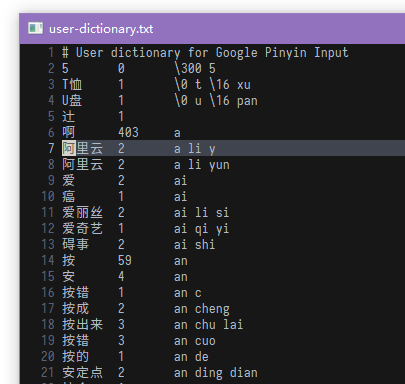 user-dictionary.txt
1 # User dictionary for Google Pinyin Input
2 5 0 \300 5
3 T恤 1 \0 t \16 xu
4 U盘 1 \0 u \16 pan
5 辻 1
6 啊 403 a
7 阿里云 2 a li y
8 阿里云 2 a li yun
9 爱 2 ai
10 癌 1 ai
11 爱丽丝 2 ai li si
12 爱奇艺 1 ai qi yi
13 碍事 2 ai shi
14 按 59 an
15 安 4 an
16 按错 1 an c
17 按成 2 an cheng
18 按出来 3 an chu lai
19 按错 3 an cuo
20 按的 1 an de
21 安定点 2 an ding dian